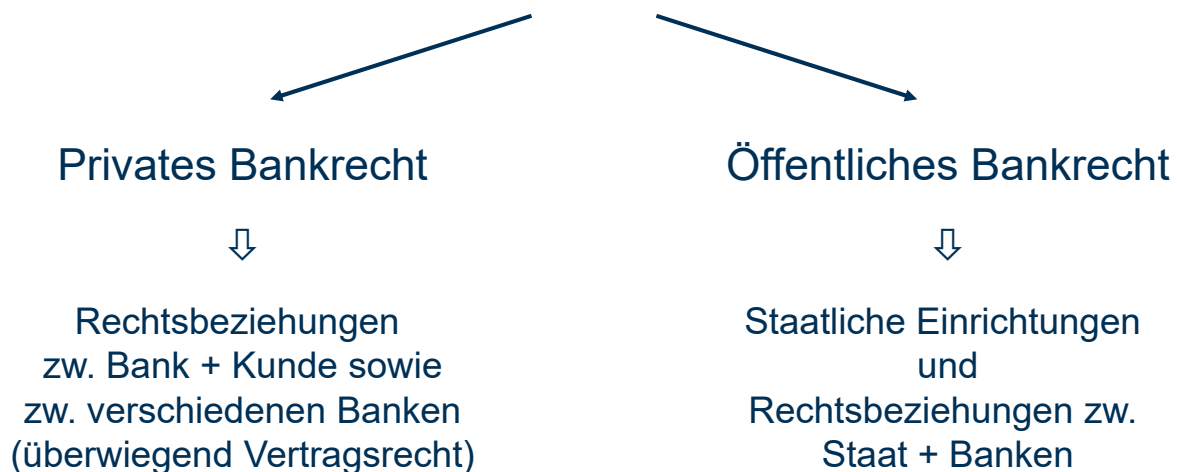 Privates Bankrecht
⇩
Rechtsbeziehungen
zw. Bank + Kunde sowie
zw. verschiedenen Banken
(überwiegend Vertragsrecht)
Öffentliches Bankrecht
⇩
Staatliche Einrichtungen
und
Rechtsbeziehungen zw.
Staat + Banken